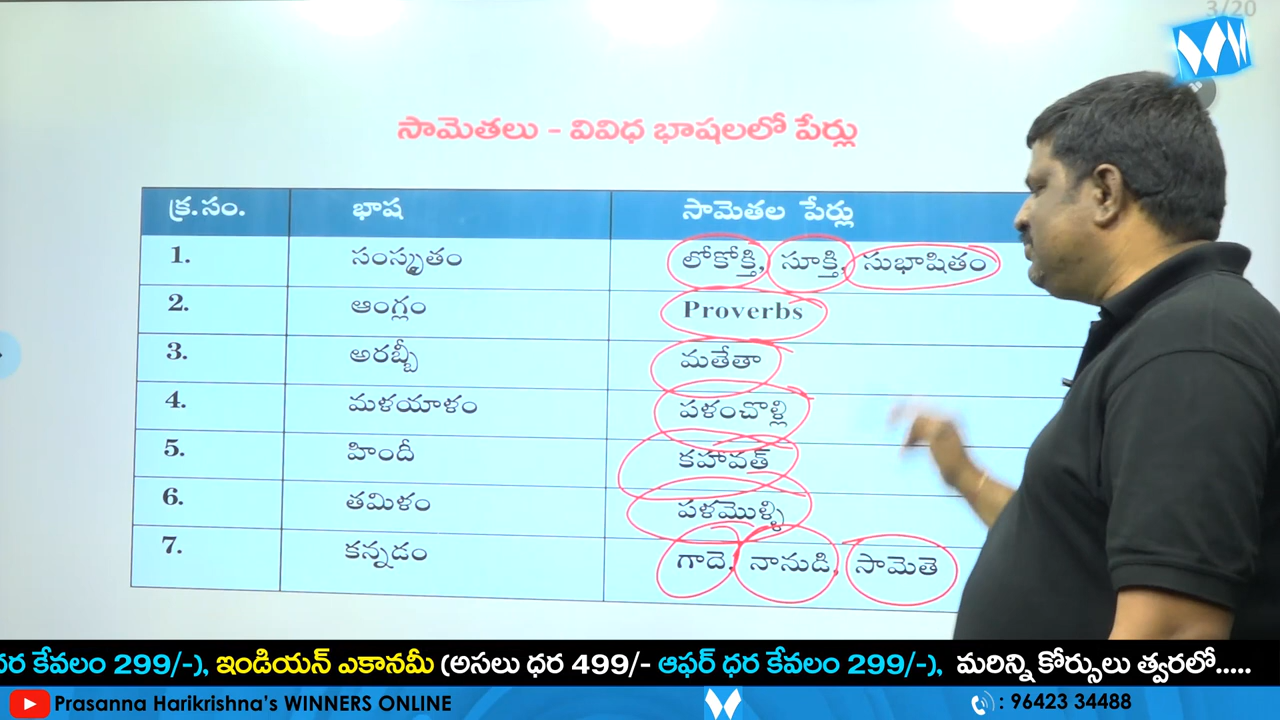 3/20
సామెతలు - వివిధ భాషలలో పేర్లు
క్ర.సం. భాష సామెతల పేర్లు
1. సంస్కృతం లోకోక్తి, సూక్తి, సుభాషితం
2. ఆంగ్లం Proverbs
3. అరబ్బీ మతేతా
4. మళయాళం పళంచొల్లి
5. హిందీ కహావత్
6. తమిళం పళమొళ్ళి
7. కన్నడం గాదె, నానుడి, సామెతె
ధర కేవలం 299/-), ఇండియన్ ఎకానమీ (అసలు ధర 499/- ఆఫర్ ధర కేవలం 299/-), మరిన్ని కోర్సులు త్వరలో.....
Prasanna Harikrishna's WINNERS ONLINE : 96423 34488